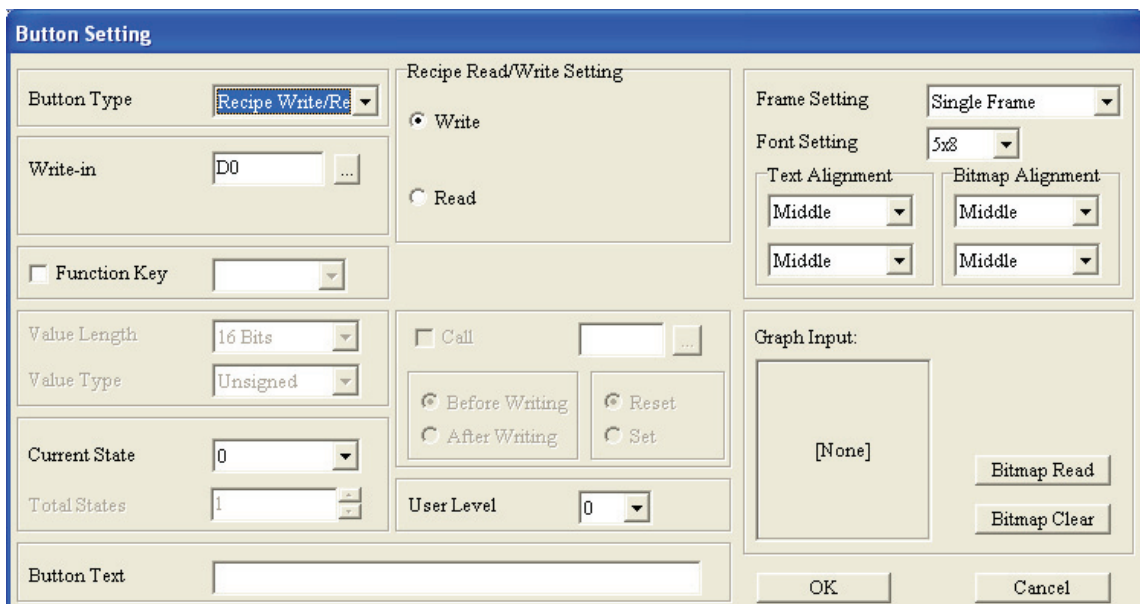 Button Setting
Button Type
Recipe Write/Re
Write-in
D0
...
Function Key
Value Length
16 Bits
Value Type
Unsigned
Current State
0
Total States
1
Button Text
Recipe Read/Write Setting
Write
Read
Call
...
Before Writing
After Writing
Reset
Set
User Level
0
Frame Setting
Single Frame
Font Setting
5x8
Text Alignment
Middle
Middle
Bitmap Alignment
Middle
Middle
Graph Input:
[None]
Bitmap Read
Bitmap Clear
OK
Cancel